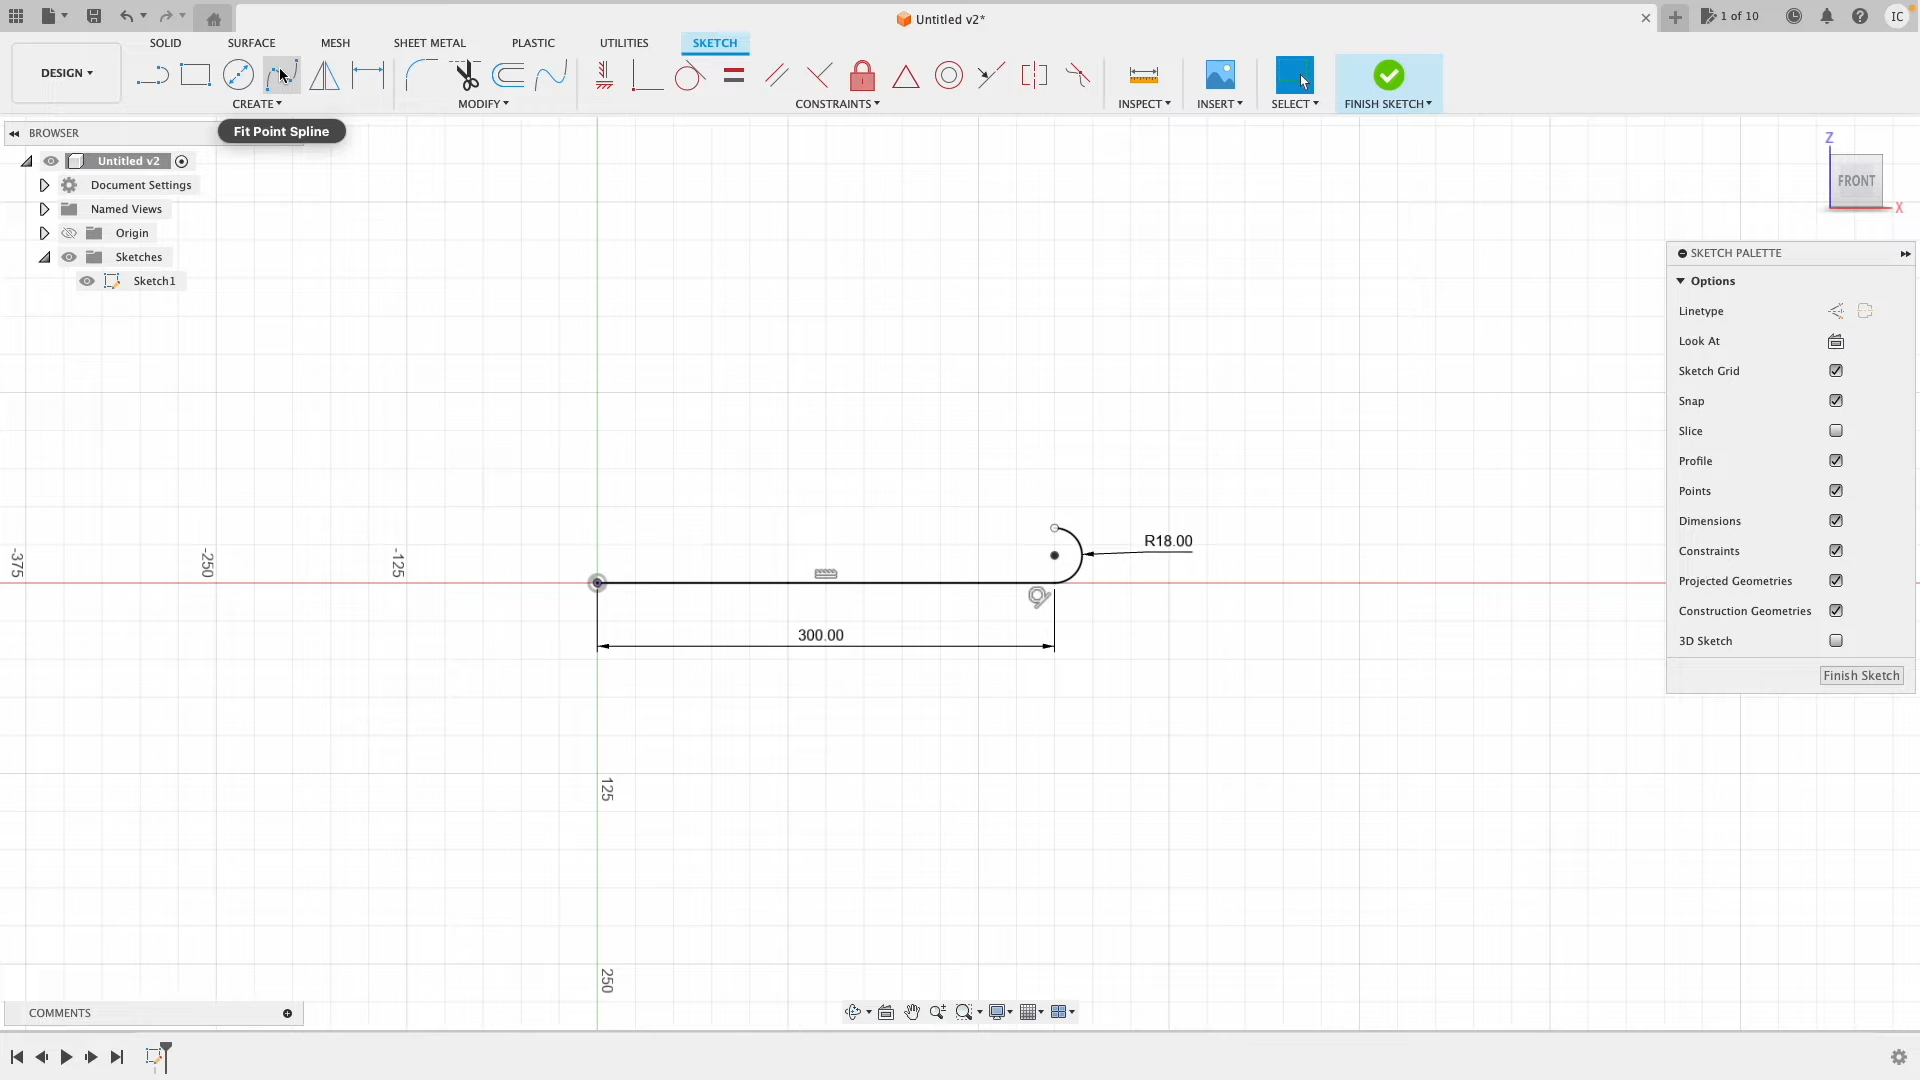 Untitled v2*
1 of 10
IC
DESIGN
SOLID
SURFACE
MESH
SHEET METAL
PLASTIC
UTILITIES
SKETCH
CREATE
MODIFY
CONSTRAINTS
INSPECT
INSERT
SELECT
FINISH SKETCH
Fit Point Spline
BROWSER
Untitled v2
Document Settings
Named Views
Origin
Sketches
Sketch1
Z
FRONT
X
SKETCH PALETTE
Options
Linetype
Look At
Sketch Grid
Snap
Slice
Profile
Points
Dimensions
Constraints
Projected Geometries
Construction Geometries
3D Sketch
Finish Sketch
-375
-250
-125
R18.00
300.00
125
250
COMMENTS